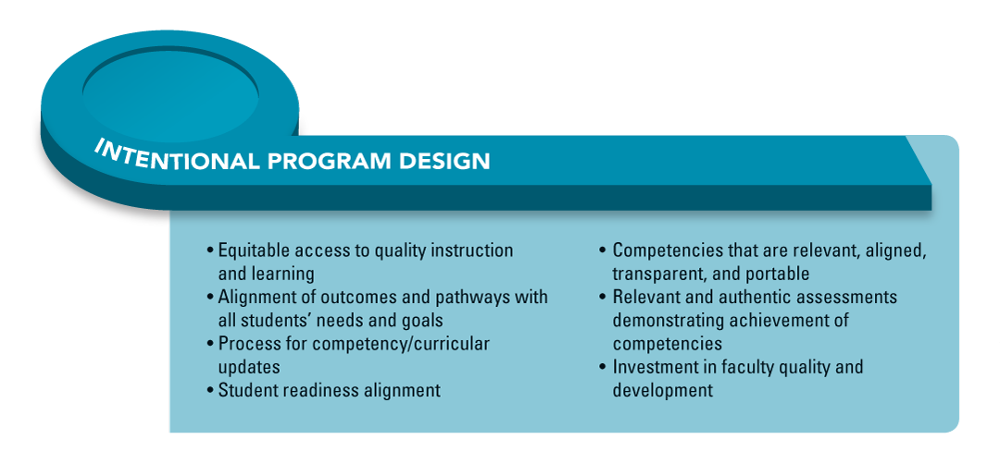 INTENTIONAL PROGRAM DESIGN
• Equitable access to quality instruction
and learning
• Alignment of outcomes and pathways with
all students’ needs and goals
• Process for competency/curricular
updates
• Student readiness alignment
• Competencies that are relevant, aligned,
transparent, and portable
• Relevant and authentic assessments
demonstrating achievement of
competencies
• Investment in faculty quality and
development